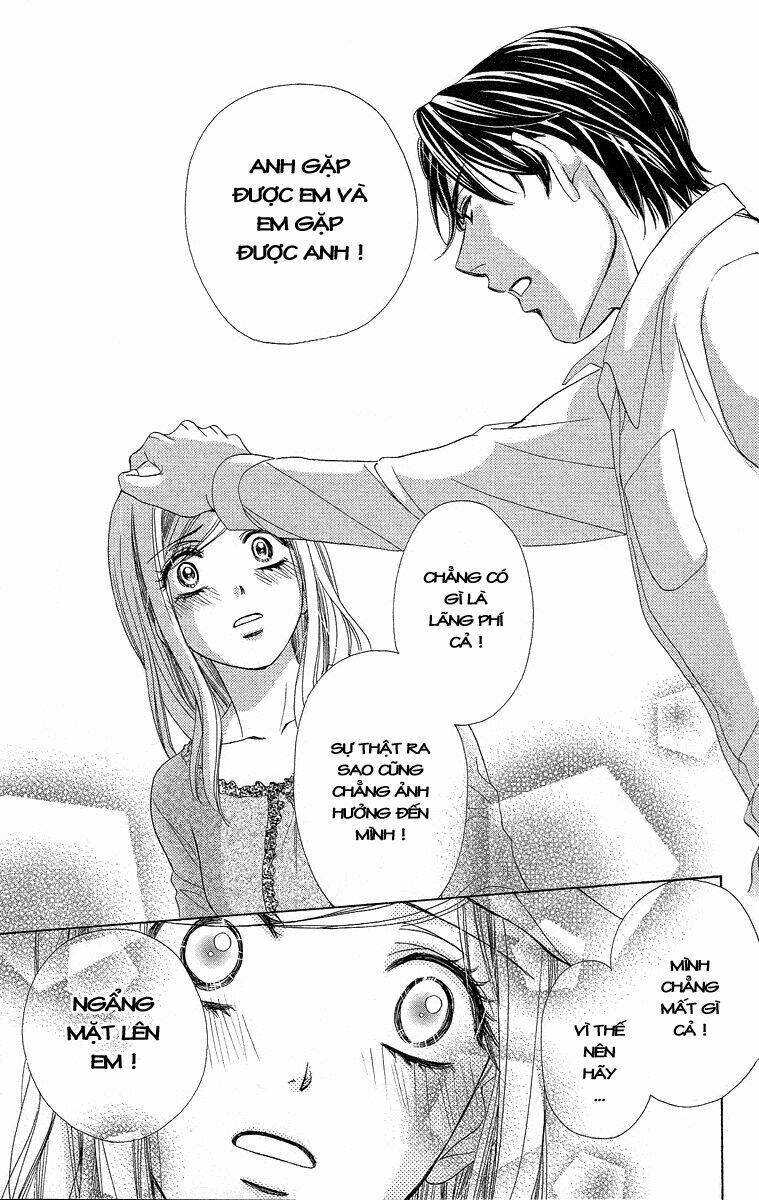 ANH GẶP
ĐƯỢC EM VÀ
EM GẶP
ĐƯỢC ANH !
CHẲNG CÓ
GÌ LÀ
LÃNG PHÍ
CẢ !
SỰ THẬT RA
SAO CŨNG
CHẲNG ẢNH
HƯỞNG ĐẾN
MÌNH !
MÌNH
CHẲNG
MẤT GÌ
CẢ !
VÌ THẾ
NÊN
HÃY
...
NGẨNG
MẶT LÊN
EM !